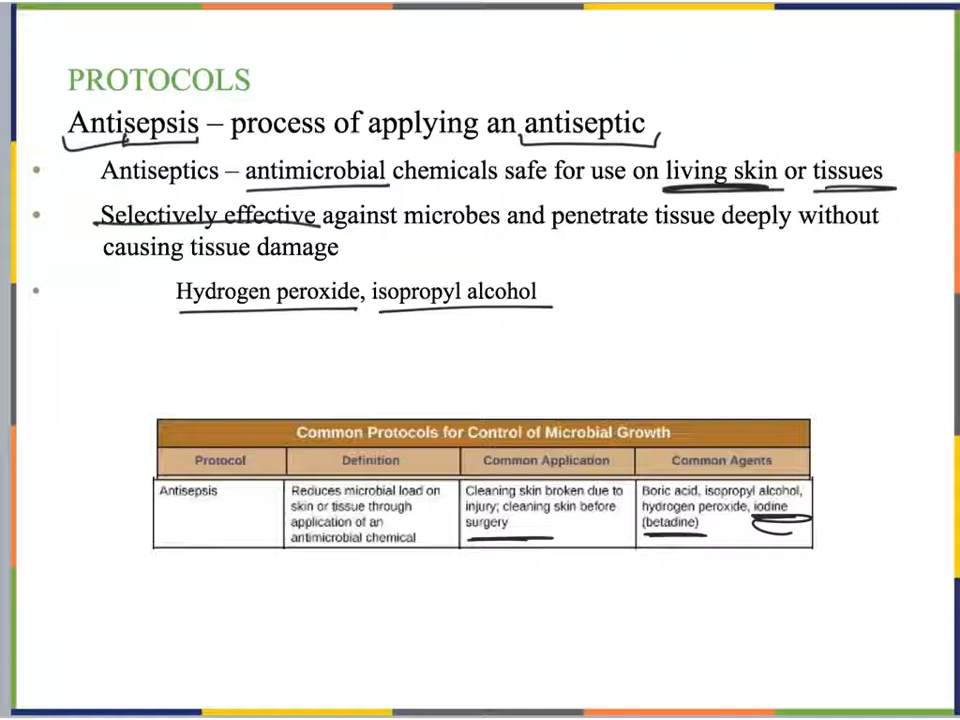 PROTOCOLS
Antisepsis – process of applying an antiseptic
• Antiseptics – antimicrobial chemicals safe for use on living skin or tissues
• Selectively effective against microbes and penetrate tissue deeply without
causing tissue damage
• Hydrogen peroxide, isopropyl alcohol
Common Protocols for Control of Microbial Growth
Protocol Definition Common Application Common Agents
Antisepsis Reduces microbial load on Cleaning skin broken due to Boric acid, isopropyl alcohol,
skin or tissue through injury; cleaning skin before hydrogen peroxide, iodine
application of an surgery (betadine)
antimicrobial chemical